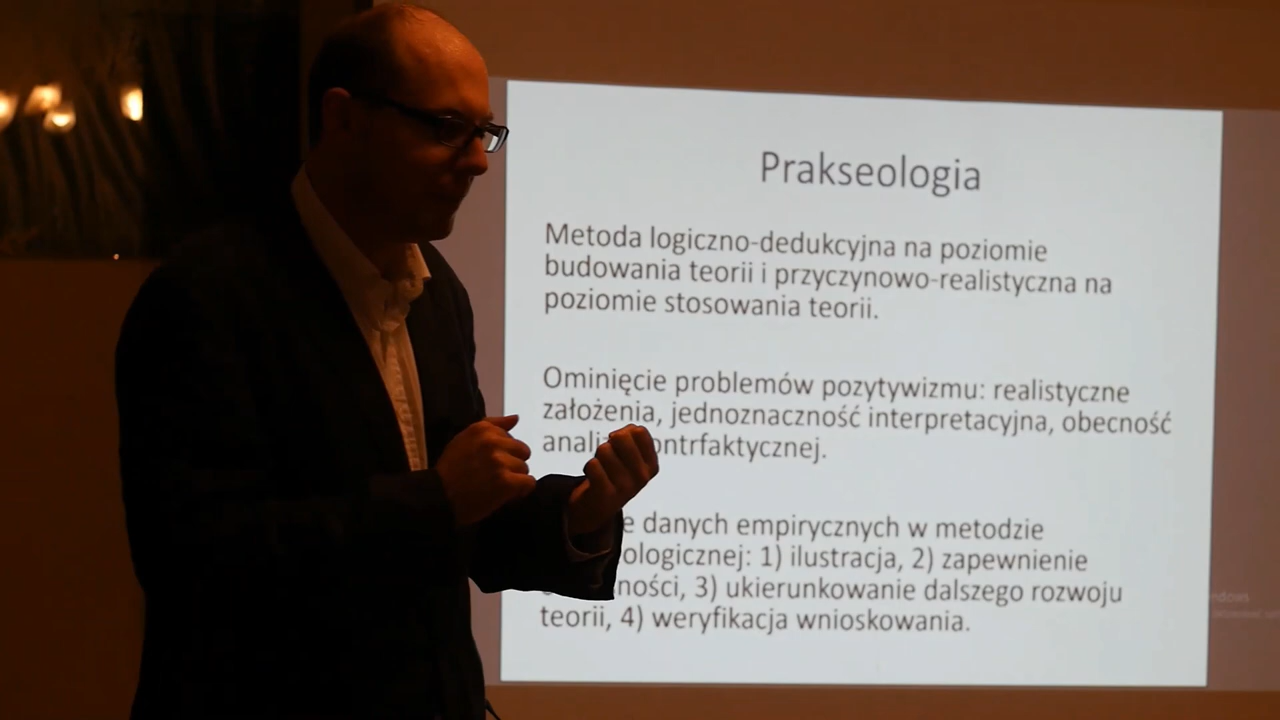 Prakseologia
Metoda logiczno-dedukcyjna na poziomie
budowania teorii i przyczynowo-realistyczna na
poziomie stosowania teorii.
Ominięcie problemów pozytywizmu: realistyczne
założenia, jednoznaczność interpretacyjna, obecność
anali ontrfaktycznej.
e danych empirycznych w metodzie
ologicznej: 1) ilustracja, 2) zapewnienie
ności, 3) ukierunkowanie dalszego rozwoju
teorii, 4) weryfikacja wnioskowania.